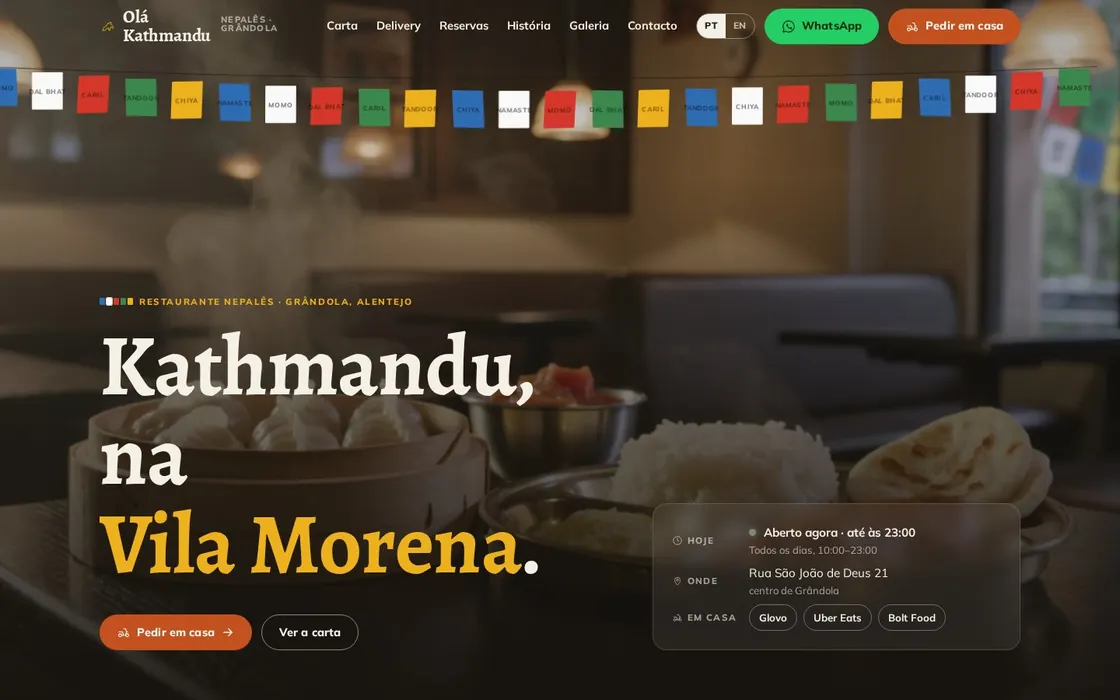 Olá
Kathmandu
NEPALÊS ·
GRÂNDOLA
Carta Delivery Reservas História Galeria Contacto PT EN WhatsApp Pedir em casa
MO DAL BHAT CARIL TANDOORI CHIYA NAMASTE MOMO DAL BHAT CARIL TANDOORI CHIYA NAMASTE MOMO DAL BHAT CARIL TANDOORI CHIYA NAMASTE MOMO DAL BHAT CARIL TANDOORI CHIYA NAMASTE
RESTAURANTE NEPALÊS · GRÂNDOLA, ALENTEJO
Kathmandu,
na
Vila Morena.
Pedir em casa → Ver a carta
HOJE Aberto agora · até às 23:00
Todos os dias, 10:00–23:00
ONDE Rua São João de Deus 21
centro de Grândola
EM CASA Glovo Uber Eats Bolt Food